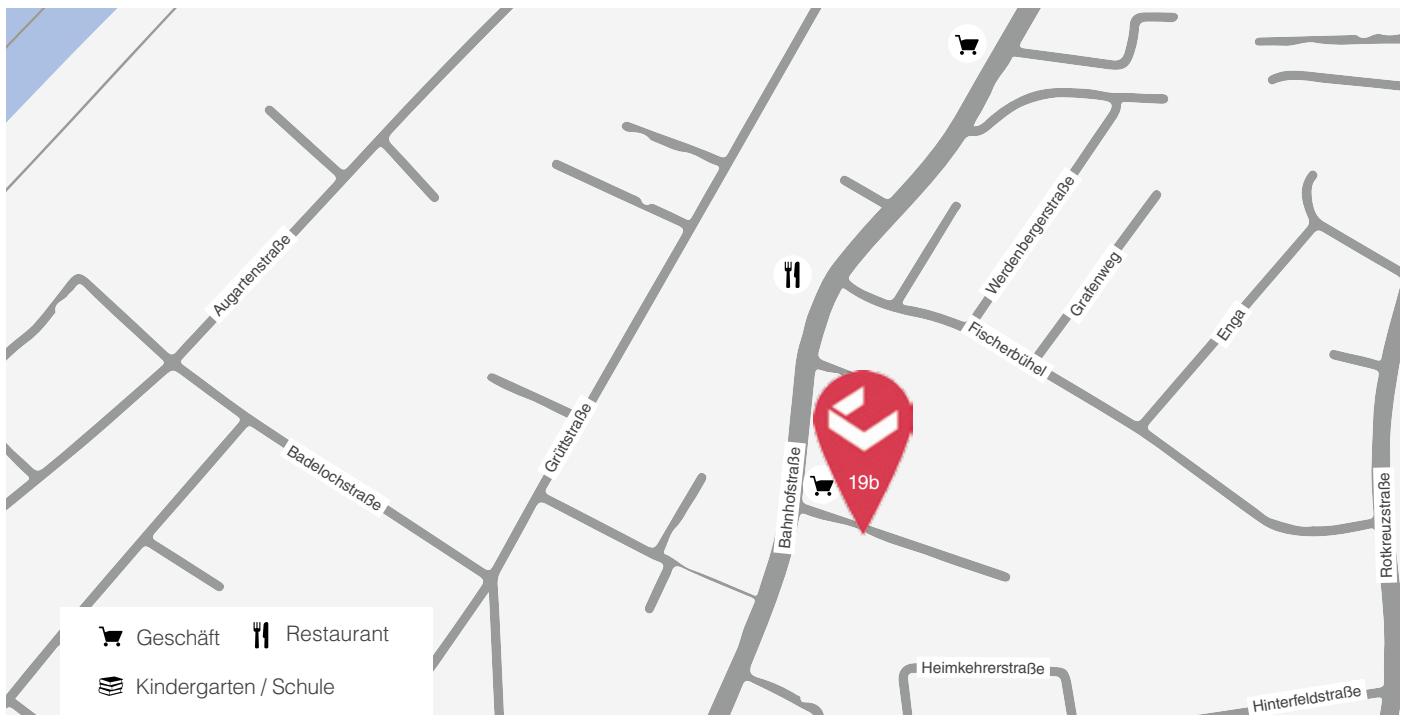 Augartenstraße
Werdenbergerstraße
Grafenweg
Enga
Fischerbühel
Grüttstraße
Badelochstraße
Bahnhofstraße
19b
Rotkreuzstraße
Heimkehrerstraße
Hinterfeldstraße
Geschäft
Restaurant
Kindergarten / Schule